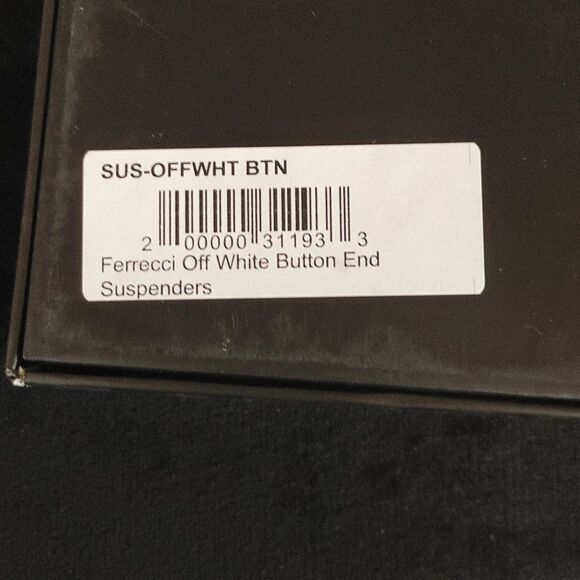 SUS-OFFWHT BTN
2 00000 31193 3
Ferrecci Off White Button End
Suspenders